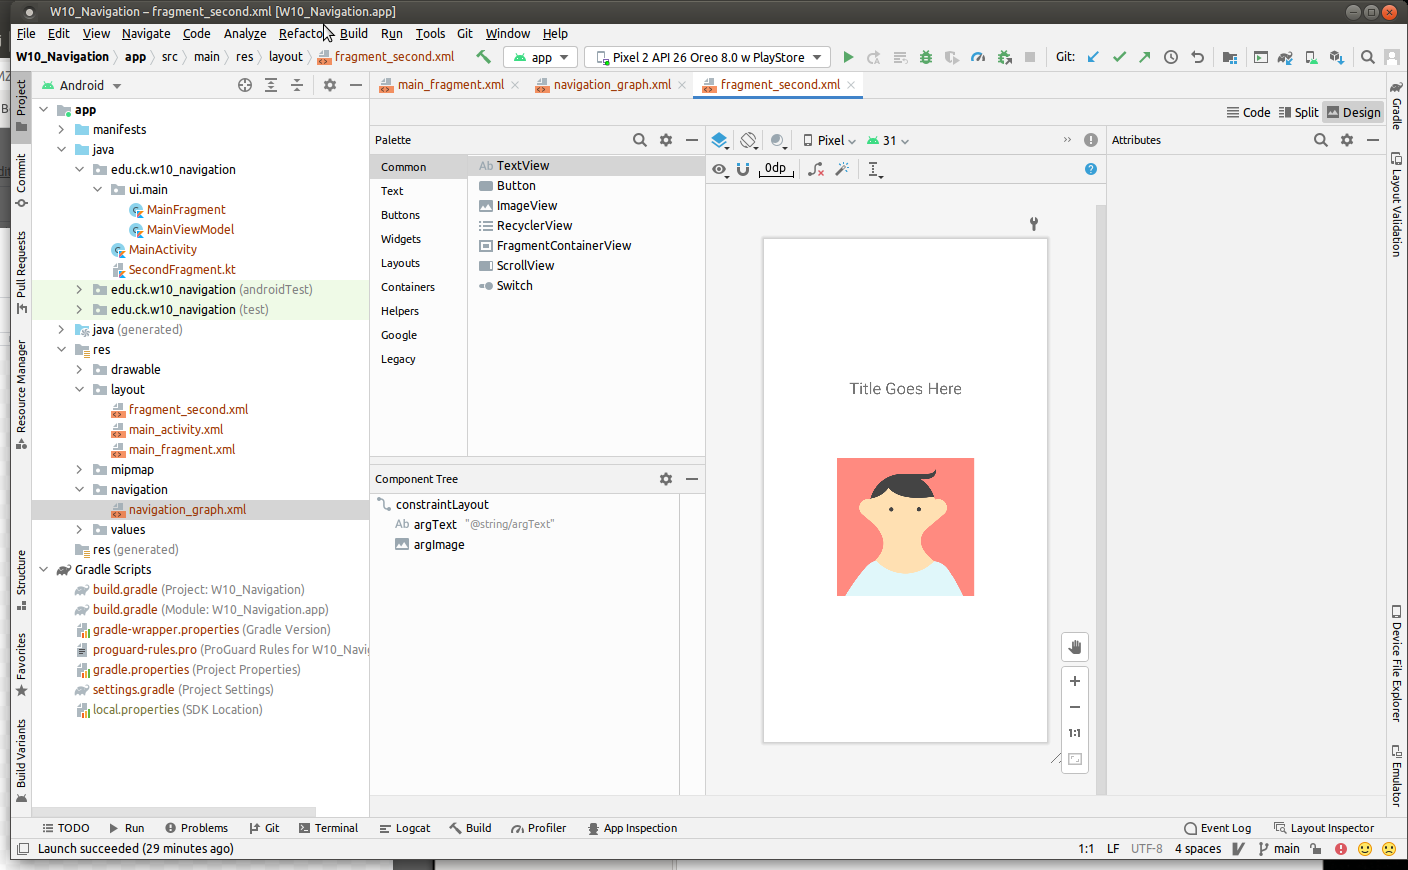 W10_Navigation – fragment_second.xml [W10_Navigation.app]
File Edit View Navigate Code Analyze Refactor Build Run Tools Git Window Help
W10_Navigation app src main res layout fragment_second.xml app Pixel 2 API 26 Oreo 8.0 w PlayStore Git:
Android main_fragment.xml navigation_graph.xml fragment_second.xml
Code Split Design
Project
Commit
Pull Requests
Resource Manager
Structure
Favorites
Build Variants
app
manifests
java
edu.ck.w10_navigation
ui.main
MainFragment
MainViewModel
MainActivity
SecondFragment.kt
edu.ck.w10_navigation (androidTest)
edu.ck.w10_navigation (test)
java (generated)
res
drawable
layout
fragment_second.xml
main_activity.xml
main_fragment.xml
mipmap
navigation
navigation_graph.xml
values
res (generated)
Gradle Scripts
build.gradle (Project: W10_Navigation)
build.gradle (Module: W10_Navigation.app)
gradle-wrapper.properties (Gradle Version)
proguard-rules.pro (ProGuard Rules for W10_Navi
gradle.properties (Project Properties)
settings.gradle (Project Settings)
local.properties (SDK Location)
Palette
Common
Text
Buttons
Widgets
Layouts
Containers
Helpers
Google
Legacy
Ab TextView
Button
ImageView
RecyclerView
FragmentContainerView
ScrollView
Switch
Component Tree
constraintLayout
Ab argText "@string/argText"
argImage
Pixel 31
0dp
Title Goes Here
1:1
Attributes
Gradle
Layout Validation
Device File Explorer
Emulator
TODO Run Problems Git Terminal Logcat Build Profiler App Inspection Event Log Layout Inspector
Launch succeeded (29 minutes ago) 1:1 LF UTF-8 4 spaces main